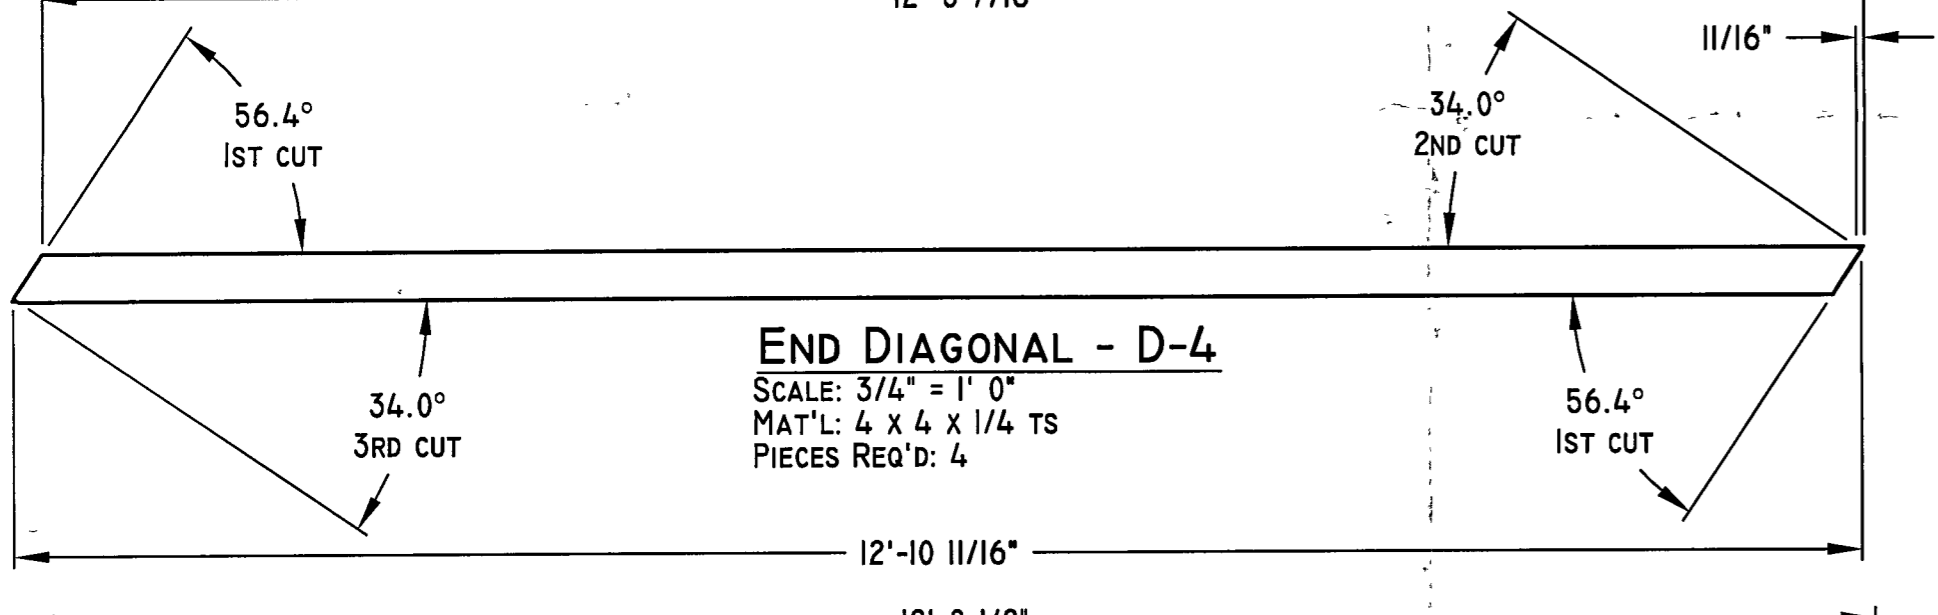 11/16"
56.4°
1ST CUT
34.0°
2ND CUT
END DIAGONAL - D-4
SCALE: 3/4" = 1' 0"
MAT'L: 4 X 4 X 1/4 TS
PIECES REQ'D: 4
34.0°
3RD CUT
56.4°
1ST CUT
12'-10 11/16"